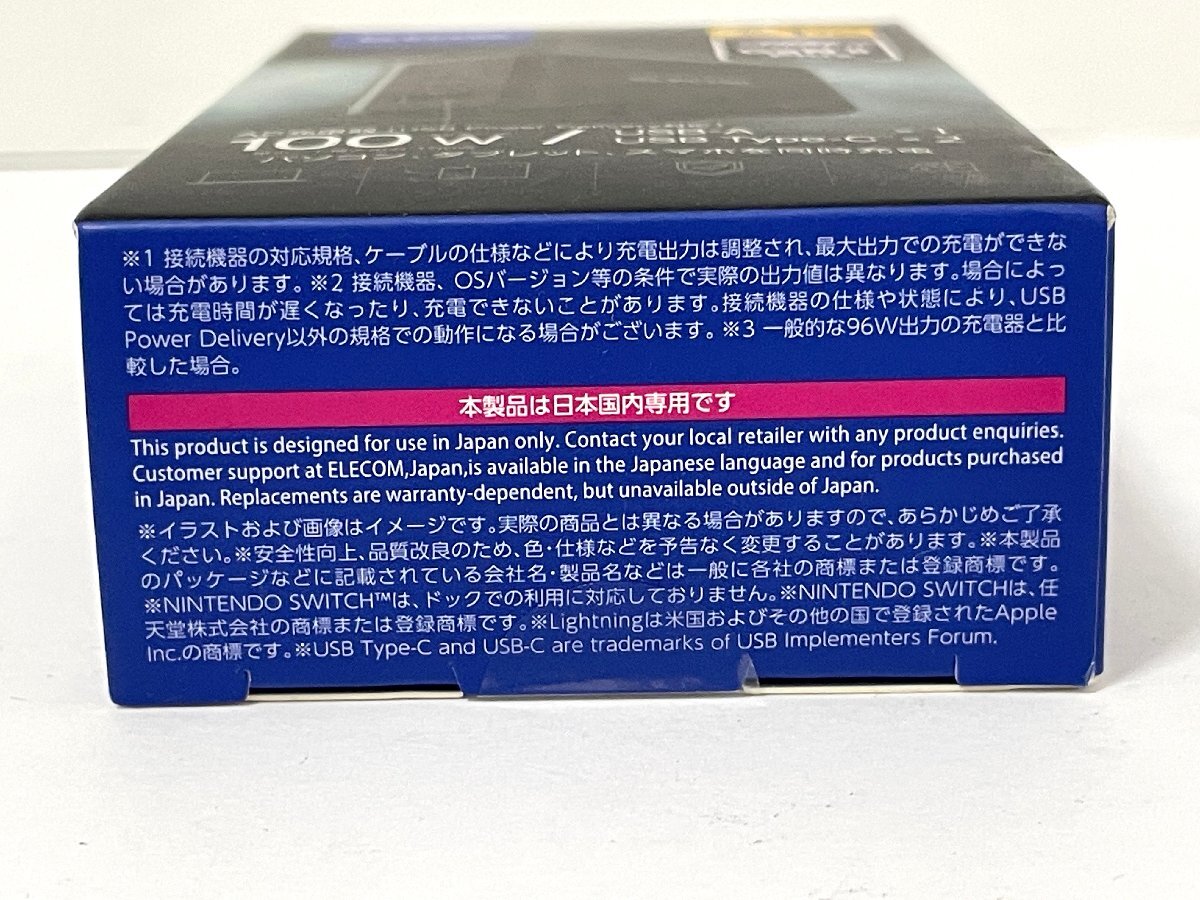 100W /
パソコン、タブレット、スマホを同時充電
※1 接続機器の対応規格、ケーブルの仕様などにより充電出力は調整され、最大出力での充電ができな
い場合があります。※2 接続機器、OSバージョン等の条件で実際の出力値は異なります。場合によっ
ては充電時間が遅くなったり、充電できないことがあります。接続機器の仕様や状態により、USB
Power Delivery以外の規格での動作になる場合がございます。※3 一般的な96W出力の充電器と比
較した場合。
本製品は日本国内専用です
This product is designed for use in Japan only. Contact your local retailer with any product enquiries.
Customer support at ELECOM,Japan,is available in the Japanese language and for products purchased
in Japan. Replacements are warranty-dependent, but unavailable outside of Japan.
※イラストおよび画像はイメージです。実際の商品とは異なる場合がありますので、あらかじめご了承
ください。※安全性向上、品質改良のため、色・仕様などを予告なく変更することがあります。※本製品
のパッケージなどに記載されている会社名・製品名などは一般に各社の商標または登録商標です。
※NINTENDO SWITCH™は、ドックでの利用に対応しておりません。※NINTENDO SWITCHは、任
天堂株式会社の商標または登録商標です。※Lightningは米国およびその他の国で登録されたApple
Inc.の商標です。※USB Type-C and USB-C are trademarks of USB Implementers Forum.